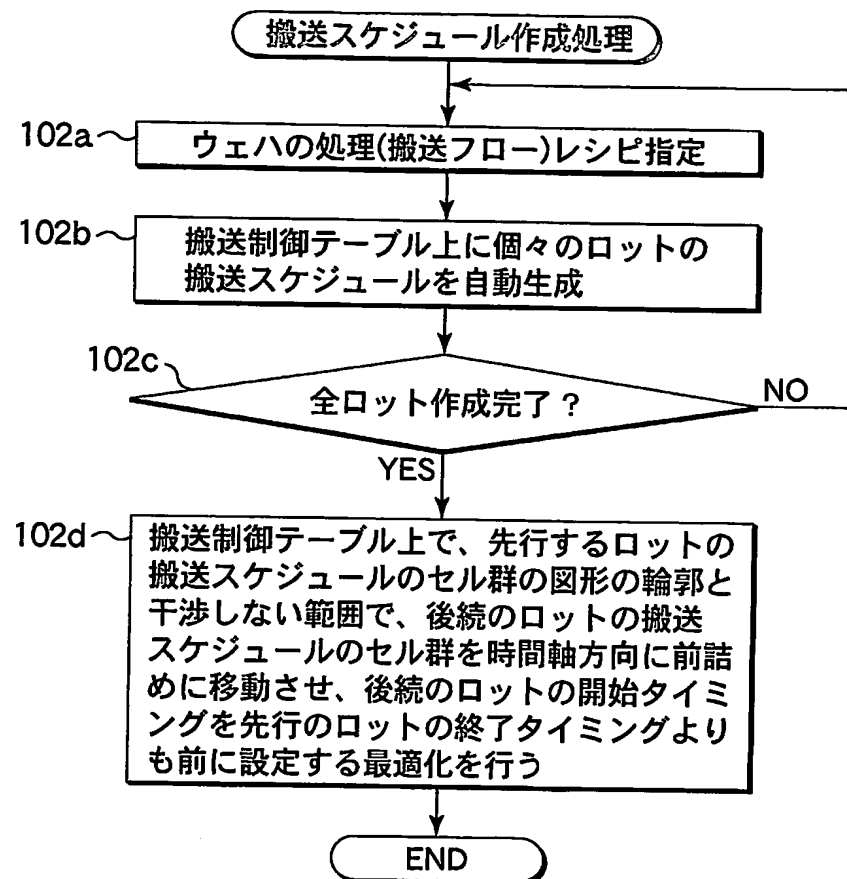 搬送スケジュール作成処理
102a
ウェハの処理(搬送フロー)レシピ指定
102b
搬送制御テーブル上に個々のロットの
搬送スケジュールを自動生成
102c
全ロット作成完了?
NO
YES
102d
搬送制御テーブル上で、先行するロットの
搬送スケジュールのセル群の図形の輪郭と
干渉しない範囲で、後続のロットの搬送
スケジュールのセル群を時間軸方向に前詰
めに移動させ、後続のロットの開始タイミ
ングを先行のロットの終了タイミングより
も前に設定する最適化を行う
END